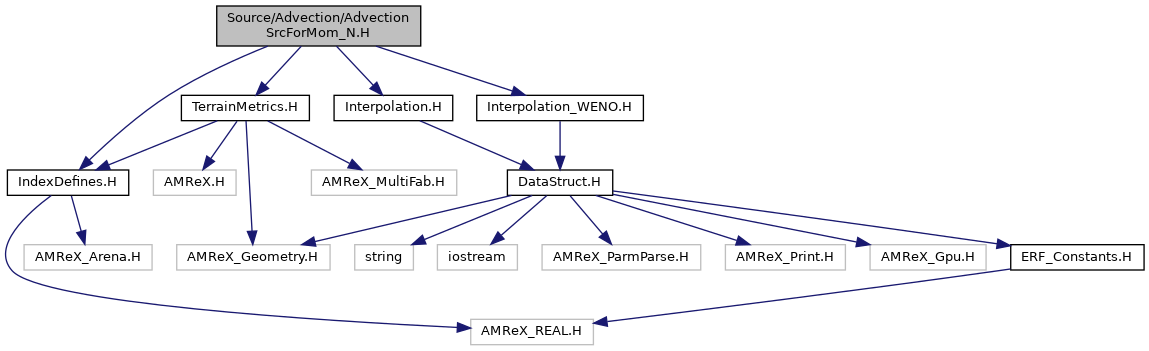 Source/Advection/Advection
SrcForMom_N.H
TerrainMetrics.H
Interpolation.H
Interpolation_WENO.H
IndexDefines.H
AMReX.H
AMReX_MultiFab.H
DataStruct.H
AMReX_Arena.H
AMReX_Geometry.H
string
iostream
AMReX_ParmParse.H
AMReX_Print.H
AMReX_Gpu.H
ERF_Constants.H
AMReX_REAL.H